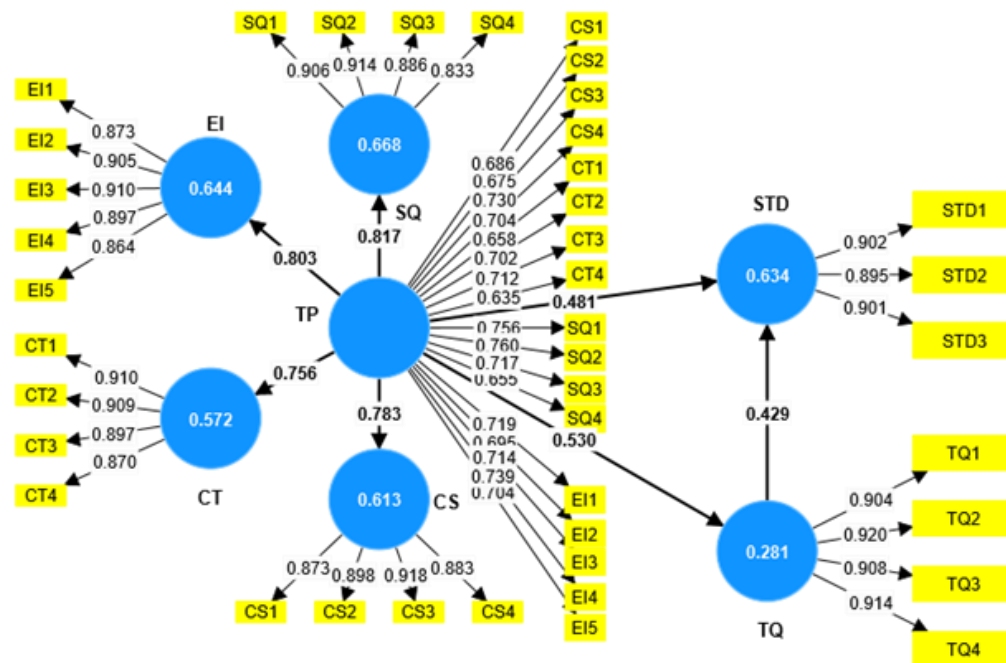 SQ1 SQ2 SQ3 SQ4
0.906 0.914 0.886 0.833
0.668
SQ
0.817
EI
EI1
EI2
EI3
EI4
EI5
0.873
0.905
0.910
0.897
0.864
0.644
0.803
TP
CT1
CT2
CT3
CT4
0.910
0.909
0.897
0.870
0.572
CT
0.756
0.783
0.613
CS
0.873 0.898 0.918 0.883
CS1 CS2 CS3 CS4
CS1
CS2
CS3
CS4
CT1
CT2
CT3
CT4
0.686
0.675
0.730
0.704
0.658
0.702
0.712
0.635
0.481
0.756
0.760
0.717
0.655
SQ1
SQ2
SQ3
SQ4
0.530
0.719
0.695
0.714
0.739
0.704
EI1
EI2
EI3
EI4
EI5
STD
0.634
0.902
0.895
0.901
STD1
STD2
STD3
0.429
0.281
TQ
0.904
0.920
0.908
0.914
TQ1
TQ2
TQ3
TQ4